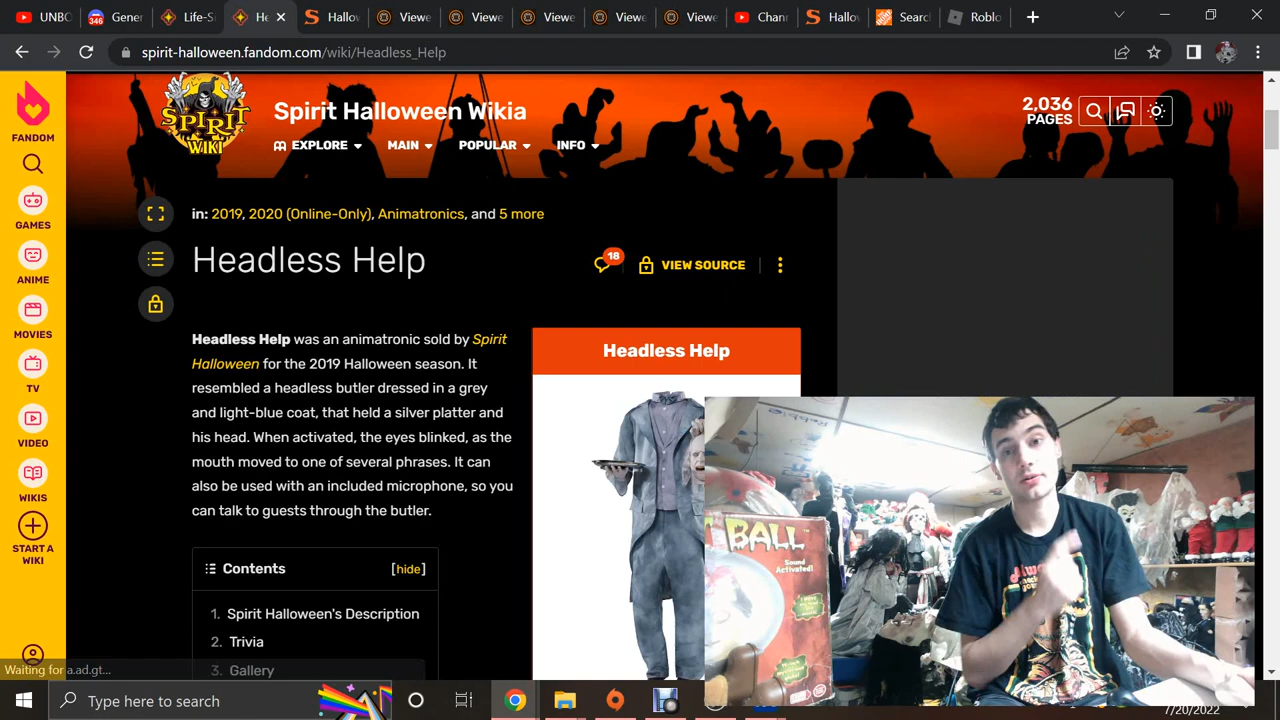 UNBO
346
Gener
Life-Si
He
Hallov
Viewe
Viewe
Viewe
Viewe
Viewe
Chann
Hallov
Search
Roblo
spirit-halloween.fandom.com/wiki/Headless_Help
FANDOM
GAMES
ANIME
MOVIES
TV
VIDEO
WIKIS
START A
WIKI
SPIRIT
WIKI
Spirit Halloween Wikia
2,036
PAGES
EXPLORE
MAIN
POPULAR
INFO
in: 2019, 2020 (Online-Only), Animatronics, and 5 more
Headless Help
18
VIEW SOURCE
Headless Help was an animatronic sold by Spirit
Halloween for the 2019 Halloween season. It
resembled a headless butler dressed in a grey
and light-blue coat, that held a silver platter and
his head. When activated, the eyes blinked, as the
mouth moved to one of several phrases. It can
also be used with an included microphone, so you
can talk to guests through the butler.
Headless Help
Contents
[hide]
1. Spirit Halloween's Description
2. Trivia
3. Gallery
BALL
Sound
Activated!
Waiting for a.ad.gt...
Type here to search
7/20/2022